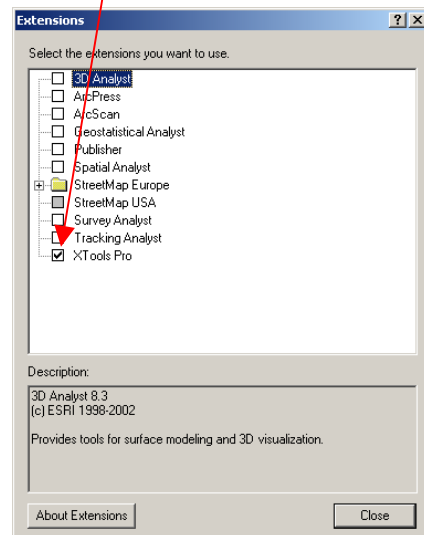 Extensions
Select the extensions you want to use.
3D Analyst
ArcPress
ArcScan
Geostatistical Analyst
Publisher
Spatial Analyst
StreetMap Europe
StreetMap USA
Survey Analyst
Tracking Analyst
XTools Pro
Description:
3D Analyst 8.3
(c) ESRI 1998-2002
Provides tools for surface modeling and 3D visualization.
About Extensions Close